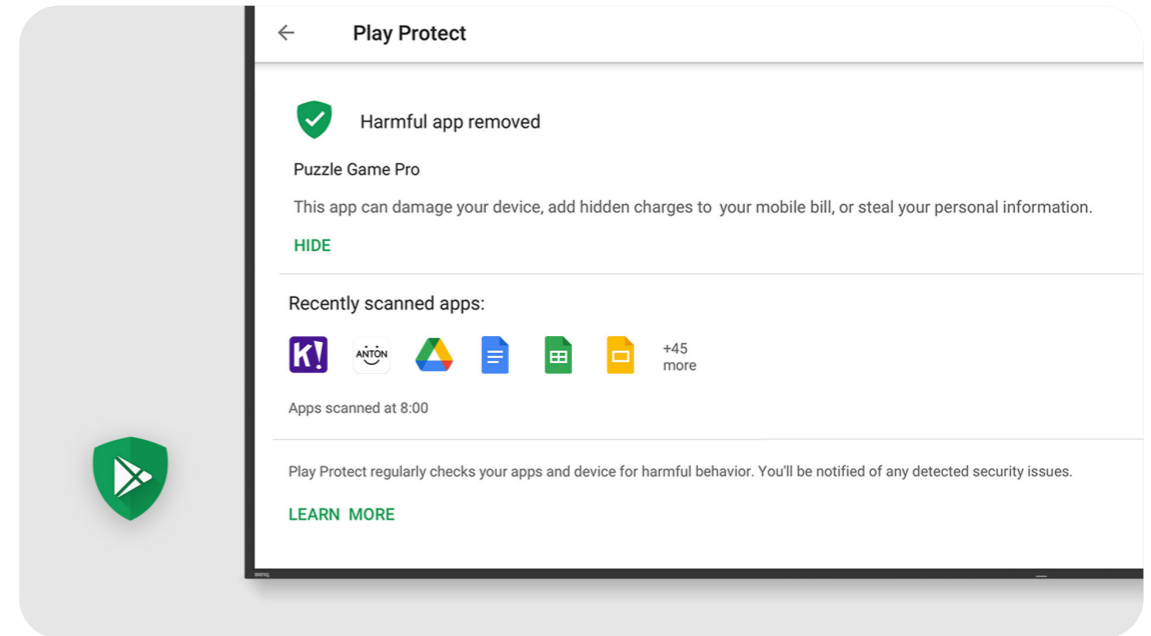 Play Protect
Harmful app removed
Puzzle Game Pro
This app can damage your device, add hidden charges to your mobile bill, or steal your personal information.
HIDE
Recently scanned apps:
K!
ANTON
+45
more
Apps scanned at 8:00
Play Protect regularly checks your apps and device for harmful behavior. You'll be notified of any detected security issues.
LEARN MORE
BenQ